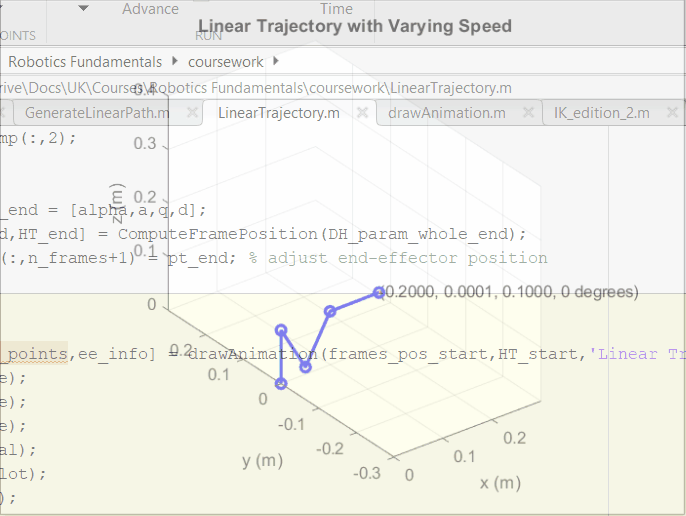 Advance Time
OINTS RUN
Linear Trajectory with Varying Speed
Robotics Fundamentals coursework
rive\Docs\UK\Courses\Robotics Fundamentals\coursework\LinearTrajectory.m
GenerateLinearPath.m LinearTrajectory.m drawAnimation.m IK_edition_2.m
mp(:,2);
0.4
0.3
0.2
z (m)
_end = [alpha,a,q,d];
d,HT_end] = ComputeFramePosition(DH_param_whole_end);
0.1
(:,n_frames+1) = pt_end; % adjust end-effector position
(0.2000, 0.0001, 0.1000, 0 degrees)
0
0.2
_points,ee_info] = drawAnimation(frames_pos_start,HT_start,'Linear Tr
0.1
e);
0
e);
-0.1
e);
-0.2
0.2
al);
0.1
y (m)
-0.3
0
lot);
x (m)
);